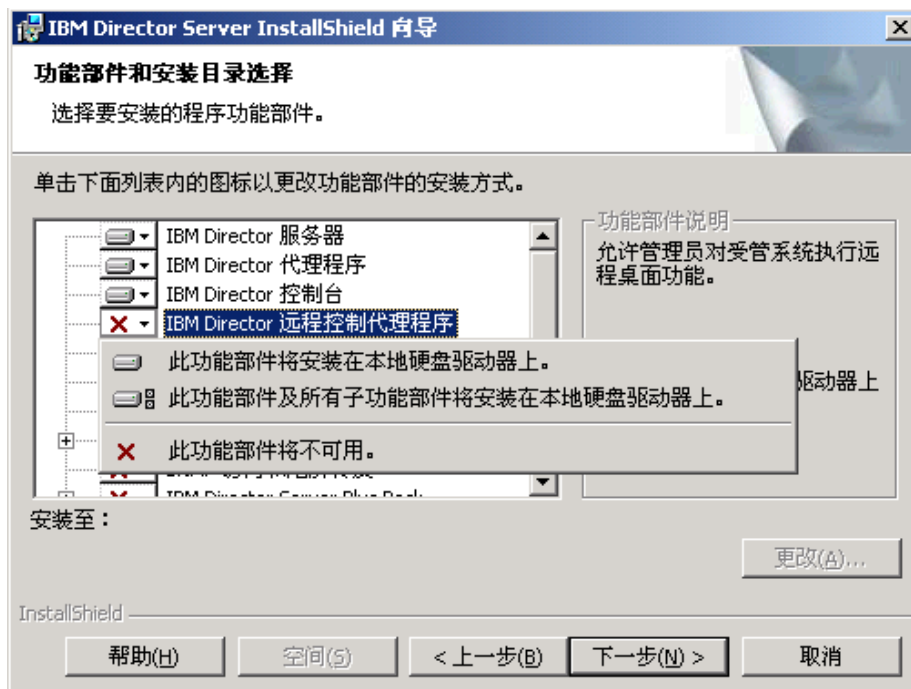 IBM Director Server InstallShield 向导
功能部件和安装目录选择
选择要安装的程序功能部件。
单击下面列表内的图标以更改功能部件的安装方式。
IBM Director 服务器
IBM Director 代理程序
IBM Director 控制台
IBM Director 远程控制代理程序
此功能部件将安装在本地硬盘驱动器上。
此功能部件及所有子功能部件将安装在本地硬盘驱动器上。
此功能部件将不可用。
IBM Director Server Plus Pack
功能部件说明
允许管理员对受管系统执行远
程桌面功能。
驱动器上
安装至：
更改(A)...
InstallShield
帮助(H)
空间(S)
< 上一步(B)
下一步(N) >
取消